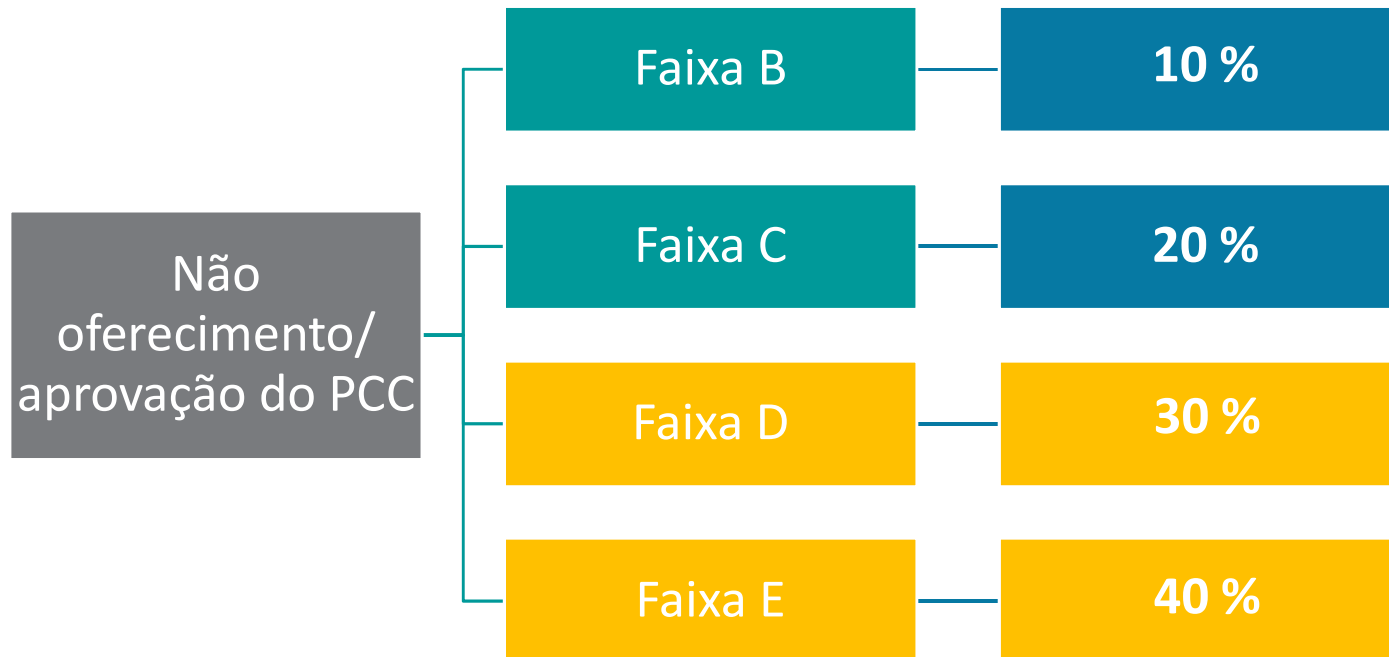 Não
oferecimento/
aprovação do PCC
Faixa B
10 %
Faixa C
20 %
Faixa D
30 %
Faixa E
40 %